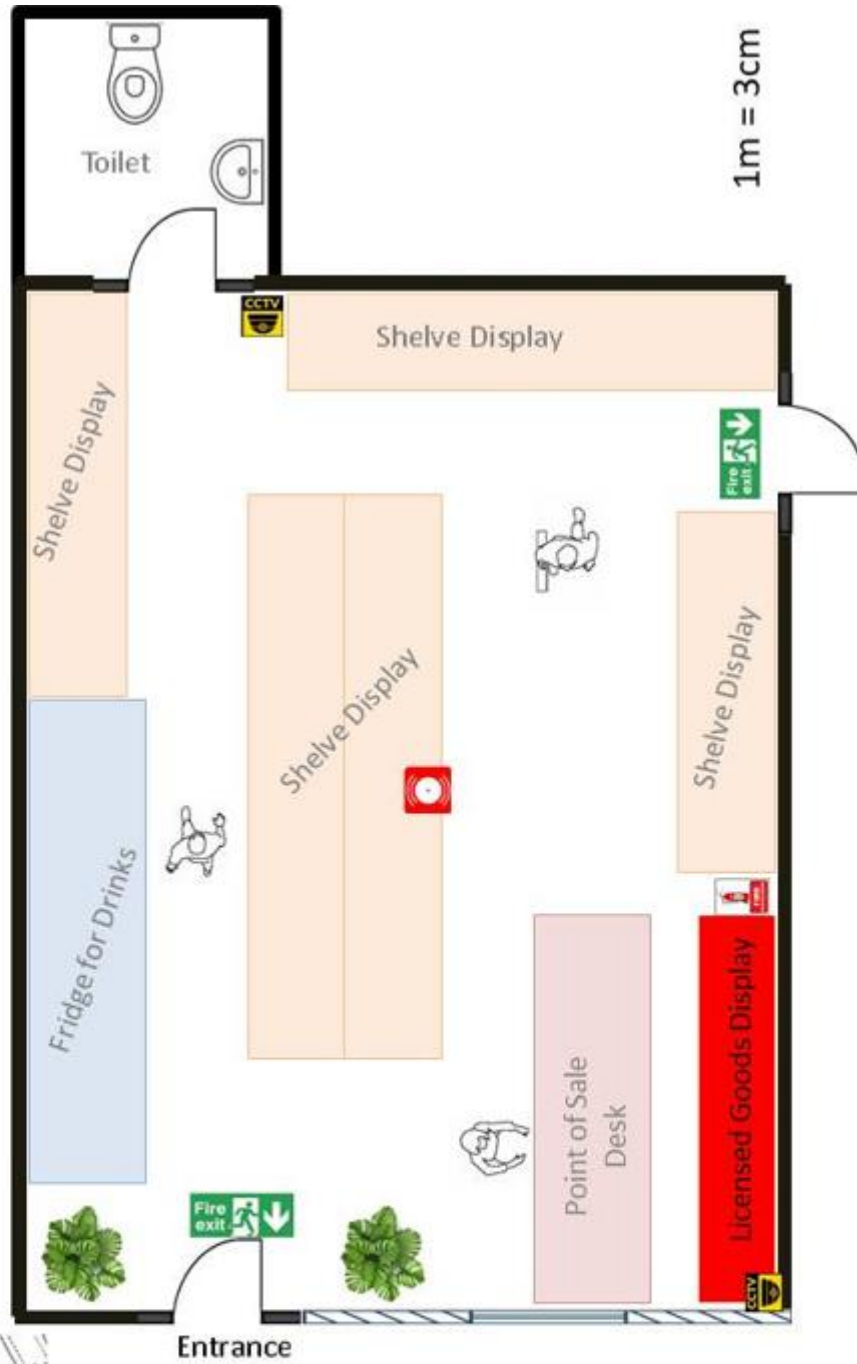 Toilet
1m = 3cm
CCTV
Shelve Display
Shelve Display
Fire
exit
Shelve Display
Shelve Display
Fridge for Drinks
FIRE
Point of Sale
Desk
Licensed Goods Display
Fire
exit
CCTV
Entrance